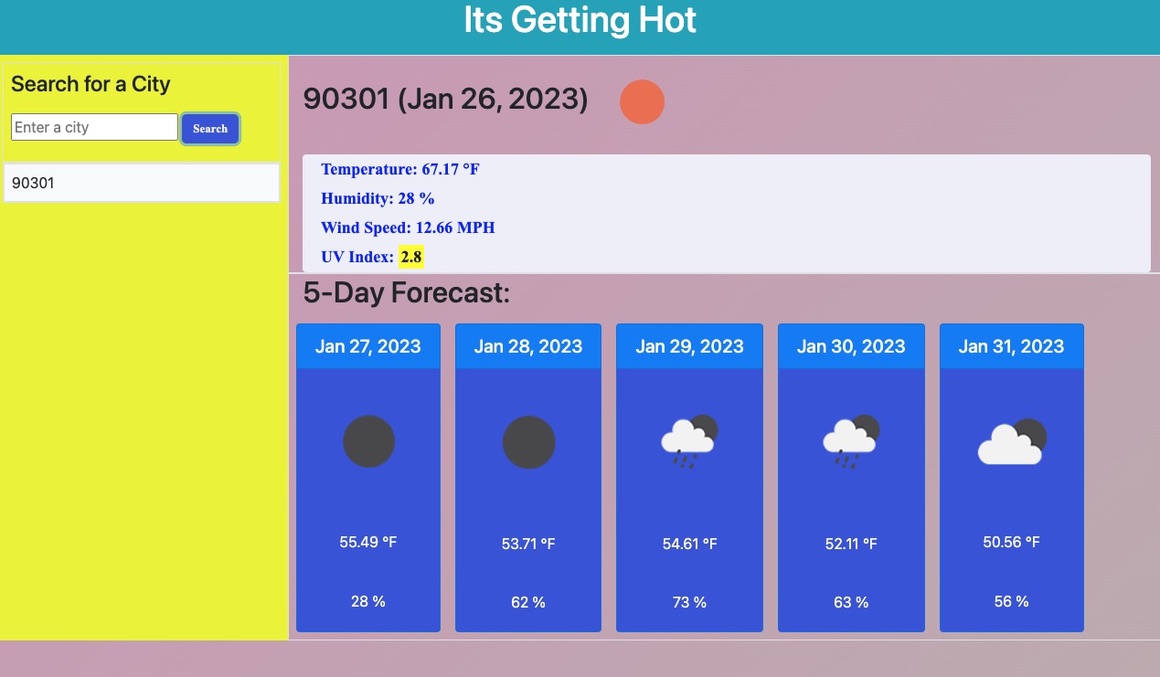 Its Getting Hot
Search for a City
Enter a city
Search
90301
90301 (Jan 26, 2023)
Temperature: 67.17 °F
Humidity: 28 %
Wind Speed: 12.66 MPH
UV Index: 2.8
5-Day Forecast:
Jan 27, 2023
55.49 °F
28 %
Jan 28, 2023
53.71 °F
62 %
Jan 29, 2023
54.61 °F
73 %
Jan 30, 2023
52.11 °F
63 %
Jan 31, 2023
50.56 °F
56 %